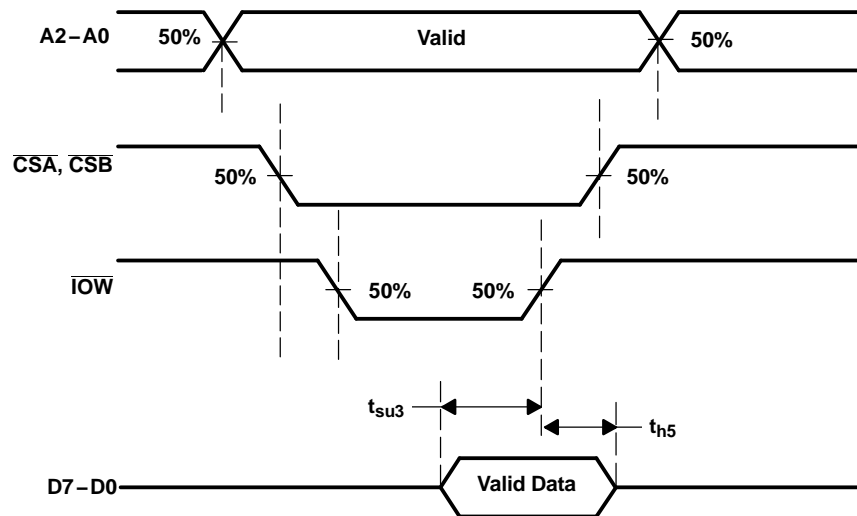 A2–A0 50% Valid 50%
CSA, CSB 50% 50%
IOW 50% 50%
tsu3 th5
D7–D0 Valid Data